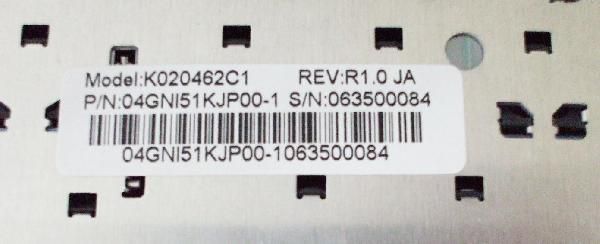 Model:K020462C1 REV:R1.0 JA
P/N:04GNI51KJP00-1 S/N:063500084
04GNI51KJP00-1063500084